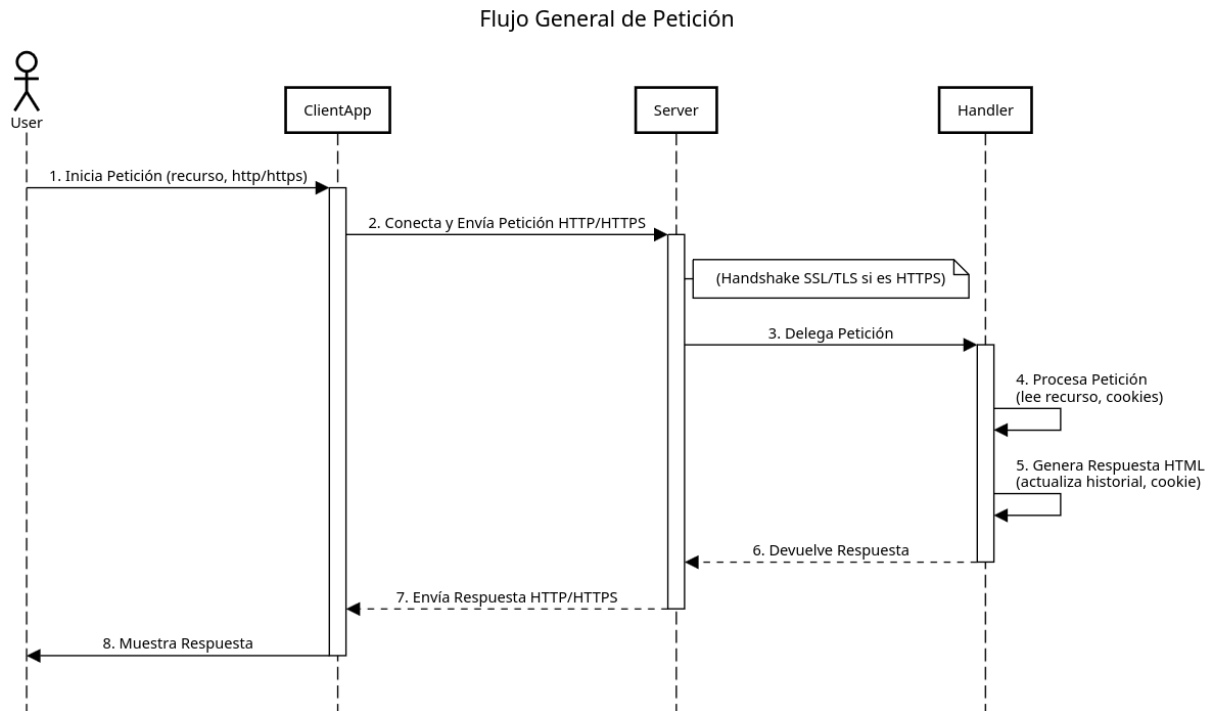 Flujo General de Petición
User
ClientApp
Server
Handler
1. Inicia Petición (recurso, http/https)
2. Conecta y Envía Petición HTTP/HTTPS
(Handshake SSL/TLS si es HTTPS)
3. Delega Petición
4. Procesa Petición
(lee recurso, cookies)
5. Genera Respuesta HTML
(actualiza historial, cookie)
6. Devuelve Respuesta
7. Envía Respuesta HTTP/HTTPS
8. Muestra Respuesta